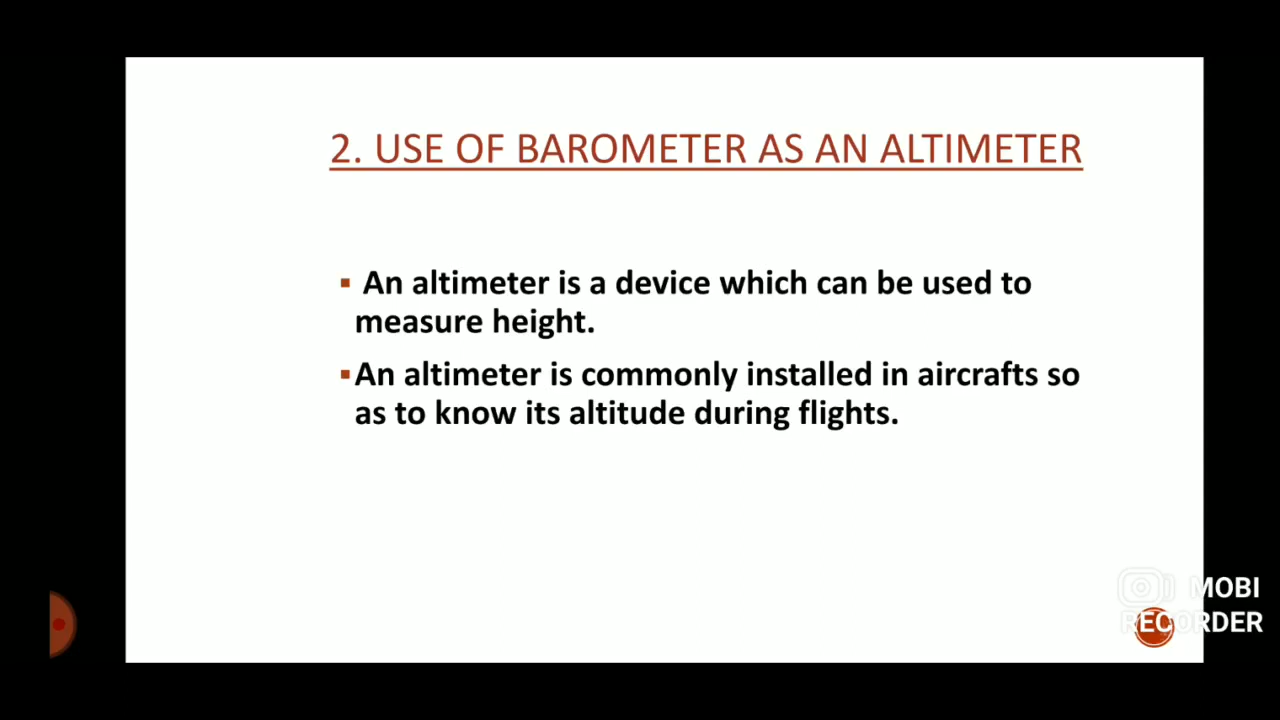 2. USE OF BAROMETER AS AN ALTIMETER
▪ An altimeter is a device which can be used to
measure height.
▪An altimeter is commonly installed in aircrafts so
as to know its altitude during flights.
MOBI
RECORDER